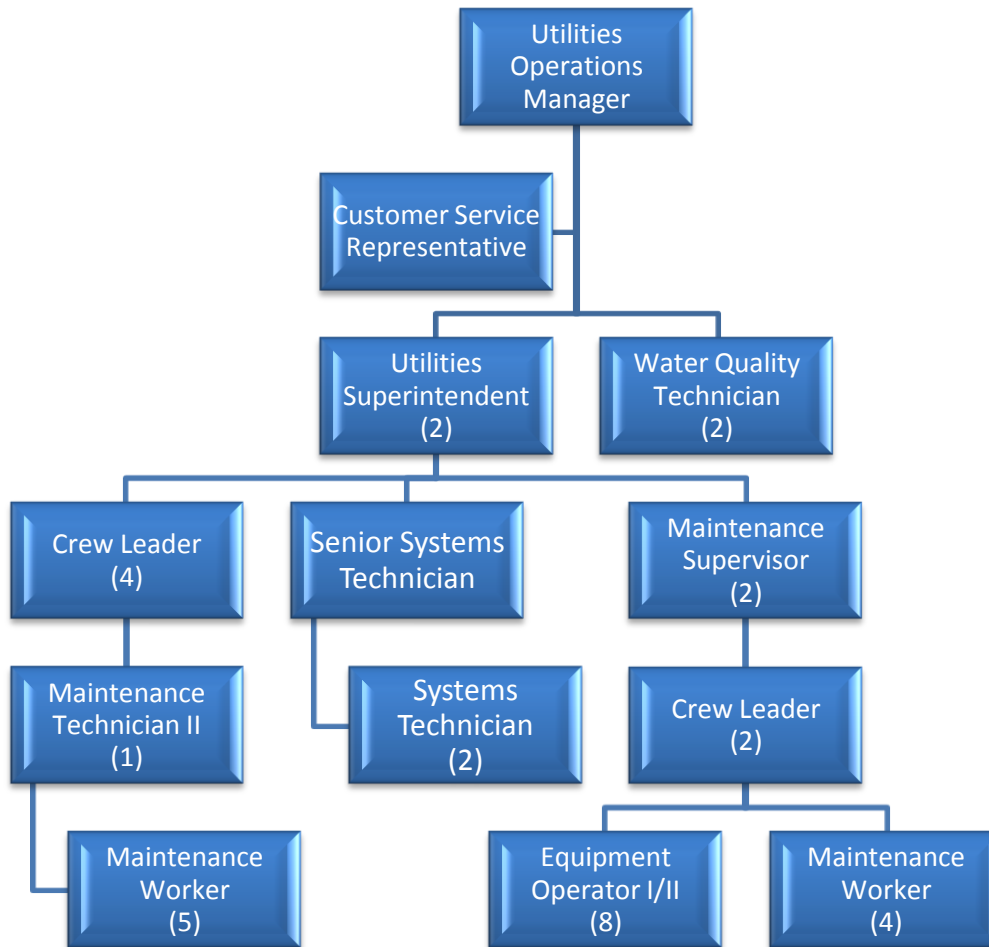 Utilities
Operations
Manager
Customer Service
Representative
Utilities
Superintendent
(2)
Water Quality
Technician
(2)
Crew Leader
(4)
Senior Systems
Technician
Maintenance
Supervisor
(2)
Maintenance
Technician II
(1)
Systems
Technician
(2)
Crew Leader
(2)
Maintenance
Worker
(5)
Equipment
Operator I/II
(8)
Maintenance
Worker
(4)